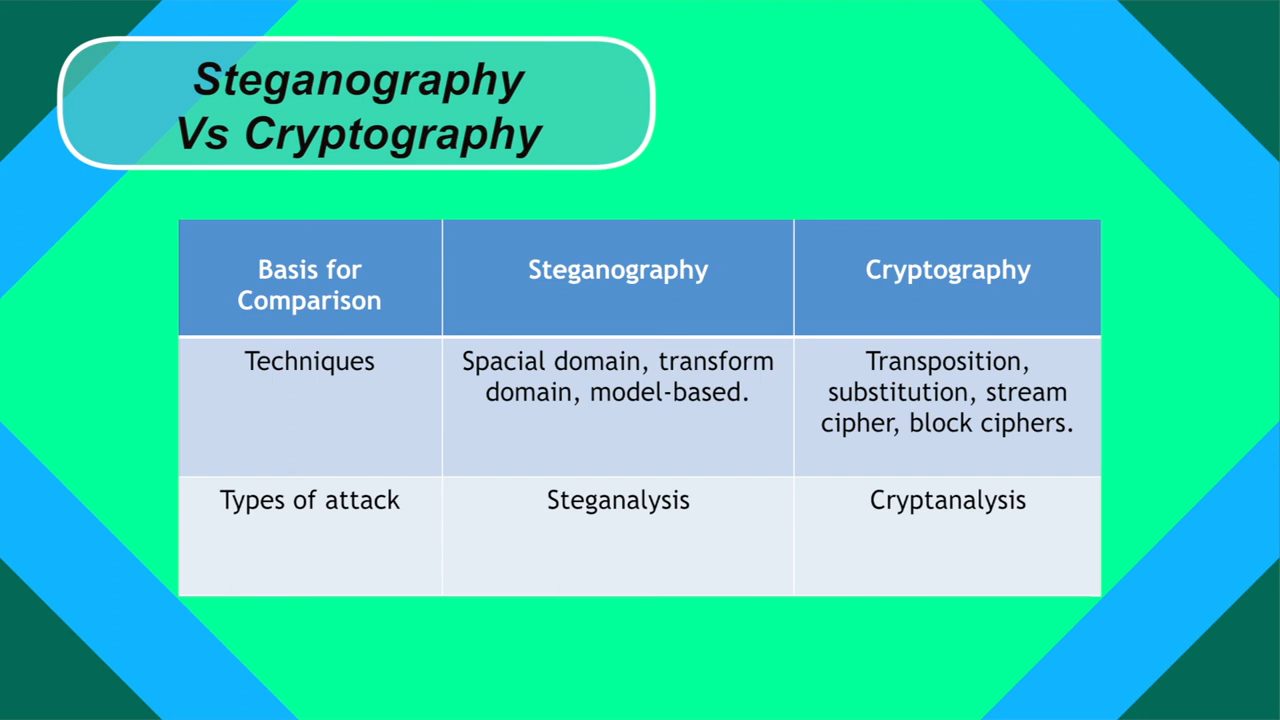 Steganography
Vs Cryptography
Basis for
Comparison
Steganography
Cryptography
Techniques
Spacial domain, transform
domain, model-based.
Transposition,
substitution, stream
cipher, block ciphers.
Types of attack
Steganalysis
Cryptanalysis